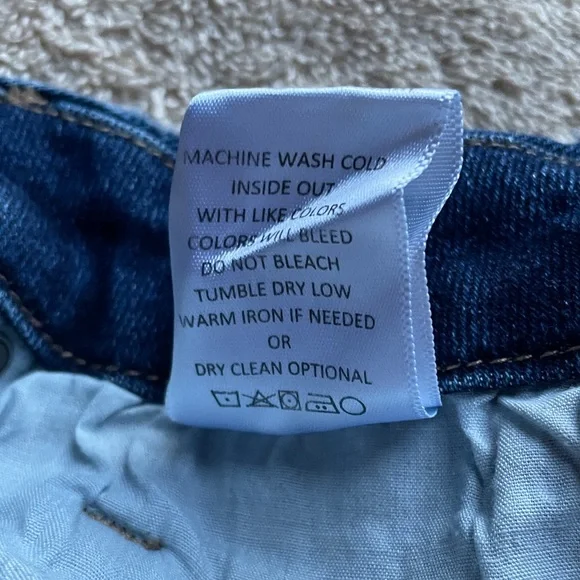 MACHINE WASH COLD
INSIDE OUT
WITH LIKE COLORS
COLORS WILL BLEED
DO NOT BLEACH
TUMBLE DRY LOW
WARM IRON IF NEEDED
OR
DRY CLEAN OPTIONAL